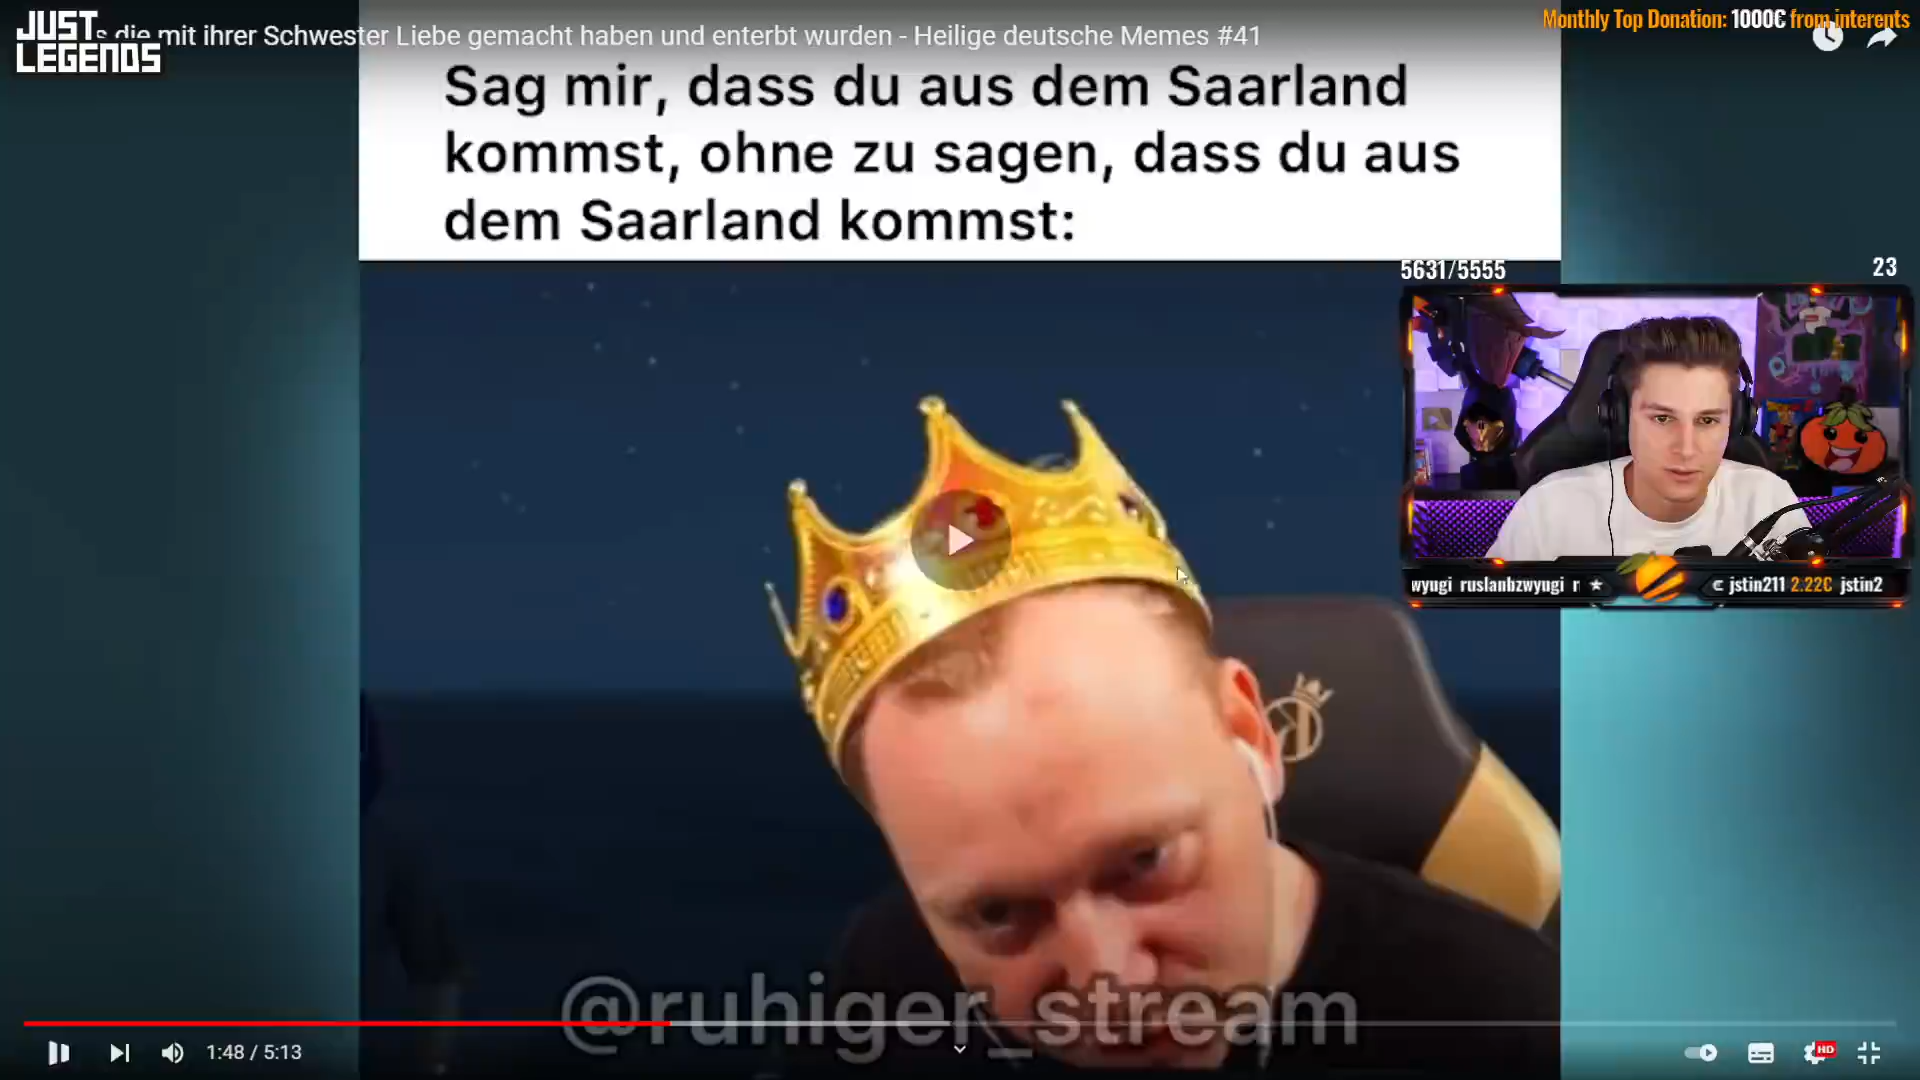 JUST
LEGENDS
s die mit ihrer Schwester Liebe gemacht haben und enterbt wurden - Heilige deutsche Memes #41
Monthly Top Donation: 1000€ from interents
Sag mir, dass du aus dem Saarland
kommst, ohne zu sagen, dass du aus
dem Saarland kommst:
5631/5555
23
wyugi ruslanbzwyugi
jstin211 2.22€ jstin2
@ruhiger_stream
1:48 / 5:13
HD